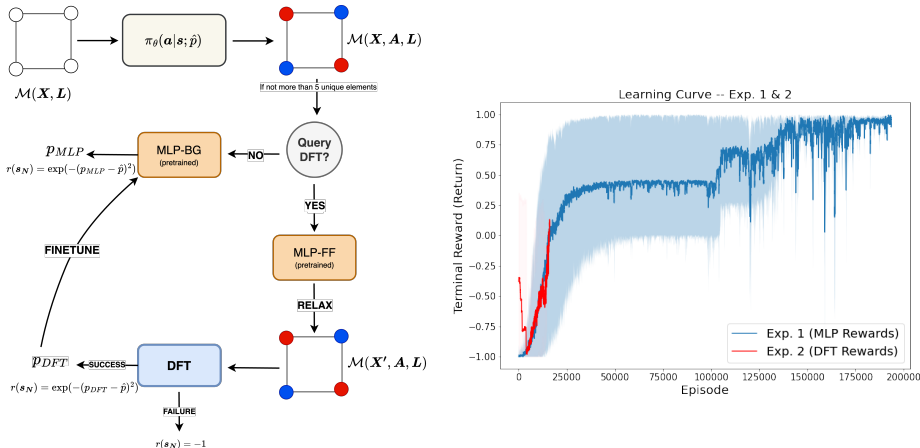 π_θ(a|s; p̂)
M(X, A, L)
M(X, L)
If not more than 5 unique elements
Query
DFT?
NO
MLP-BG
(pretrained)
p_MLP
r(s_N) = exp(−(p_MLP − p̂)²)
YES
FINETUNE
MLP-FF
(pretrained)
RELAX
M(X′, A, L)
DFT
SUCCESS
p_DFT
r(s_N) = exp(−(p_DFT − p̂)²)
FAILURE
r(s_N) = −1
Learning Curve -- Exp. 1 & 2
Terminal Reward (Return)
1.00
0.75
0.50
0.25
0.00
−0.25
−0.50
−0.75
−1.00
Exp. 1 (MLP Rewards)
Exp. 2 (DFT Rewards)
0 25000 50000 75000 100000 125000 150000 175000 200000
Episode